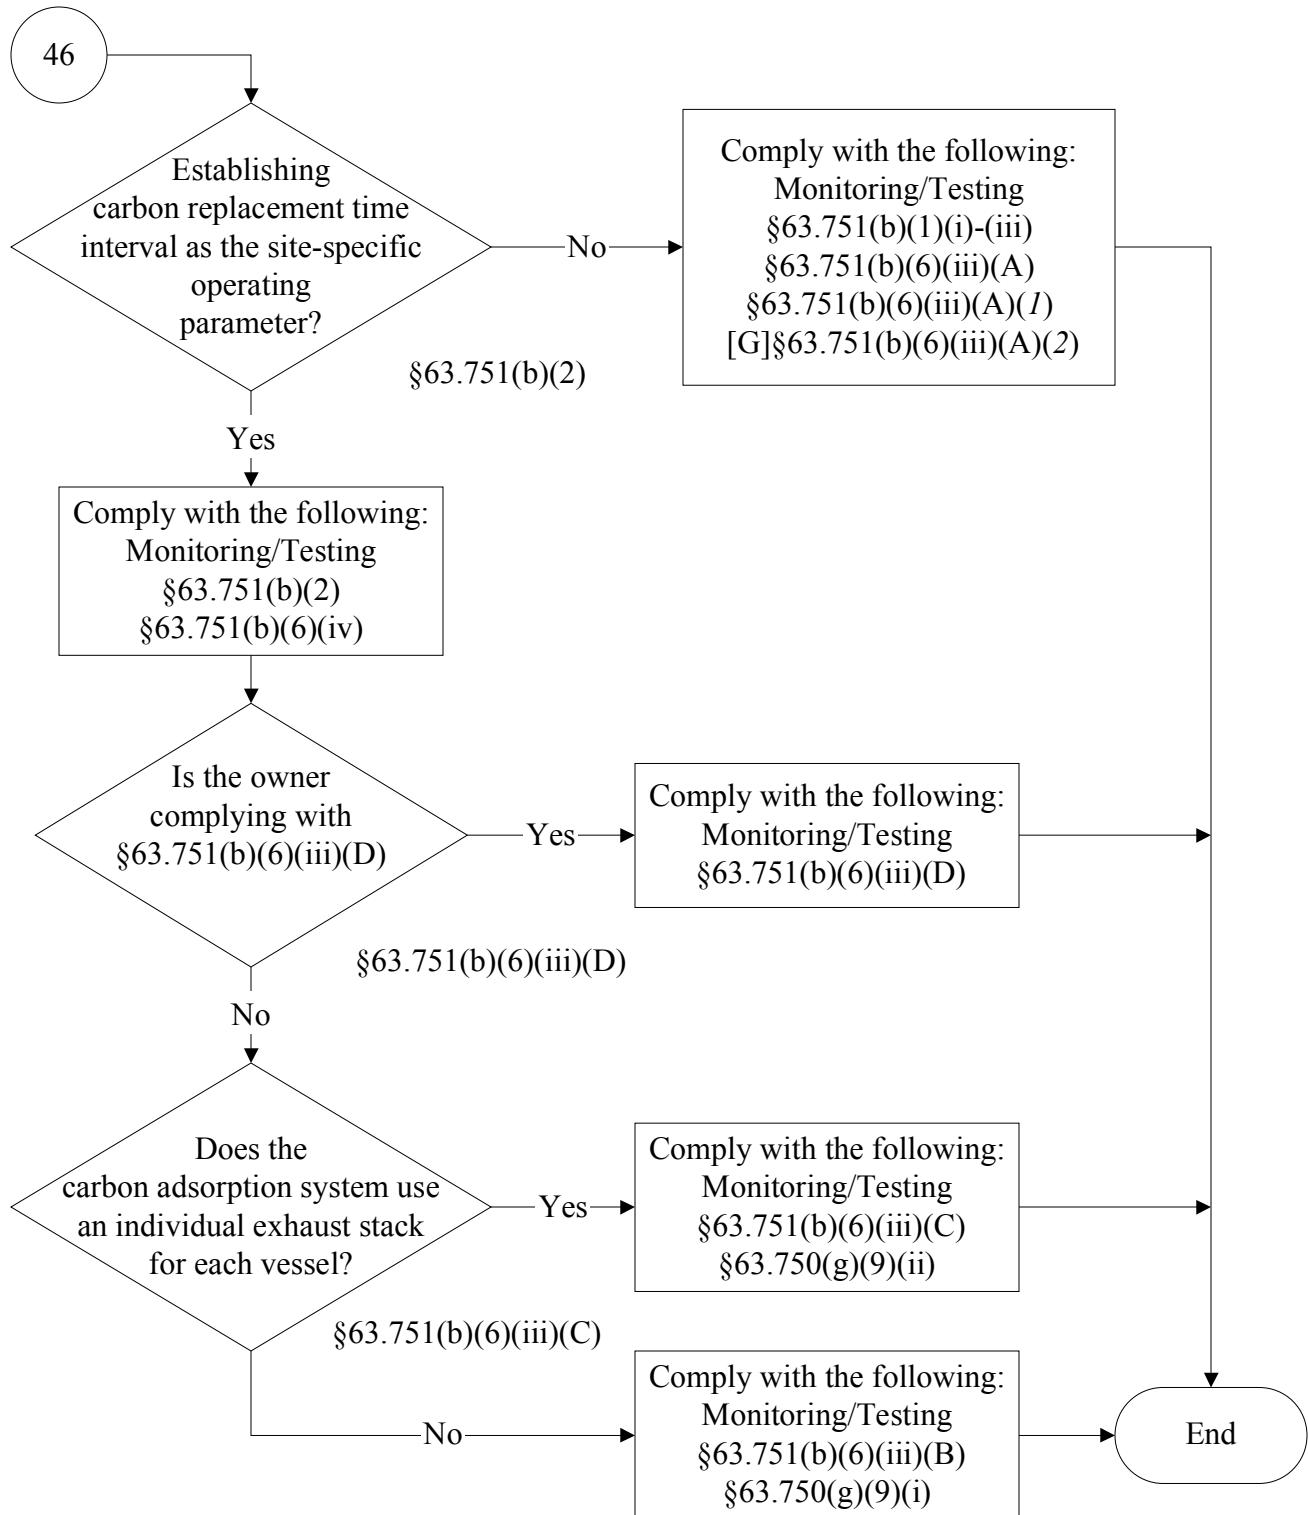 46
Establishing
carbon replacement time
interval as the site-specific
operating
parameter?
No
Comply with the following:
Monitoring/Testing
§63.751(b)(1)(i)-(iii)
§63.751(b)(6)(iii)(A)
§63.751(b)(6)(iii)(A)(1)
[G]§63.751(b)(6)(iii)(A)(2)
§63.751(b)(2)
Yes
Comply with the following:
Monitoring/Testing
§63.751(b)(2)
§63.751(b)(6)(iv)
Is the owner
complying with
§63.751(b)(6)(iii)(D)
Yes
Comply with the following:
Monitoring/Testing
§63.751(b)(6)(iii)(D)
§63.751(b)(6)(iii)(D)
No
Does the
carbon adsorption system use
an individual exhaust stack
for each vessel?
Yes
Comply with the following:
Monitoring/Testing
§63.751(b)(6)(iii)(C)
§63.750(g)(9)(ii)
§63.751(b)(6)(iii)(C)
No
Comply with the following:
Monitoring/Testing
§63.751(b)(6)(iii)(B)
§63.750(g)(9)(i)
End